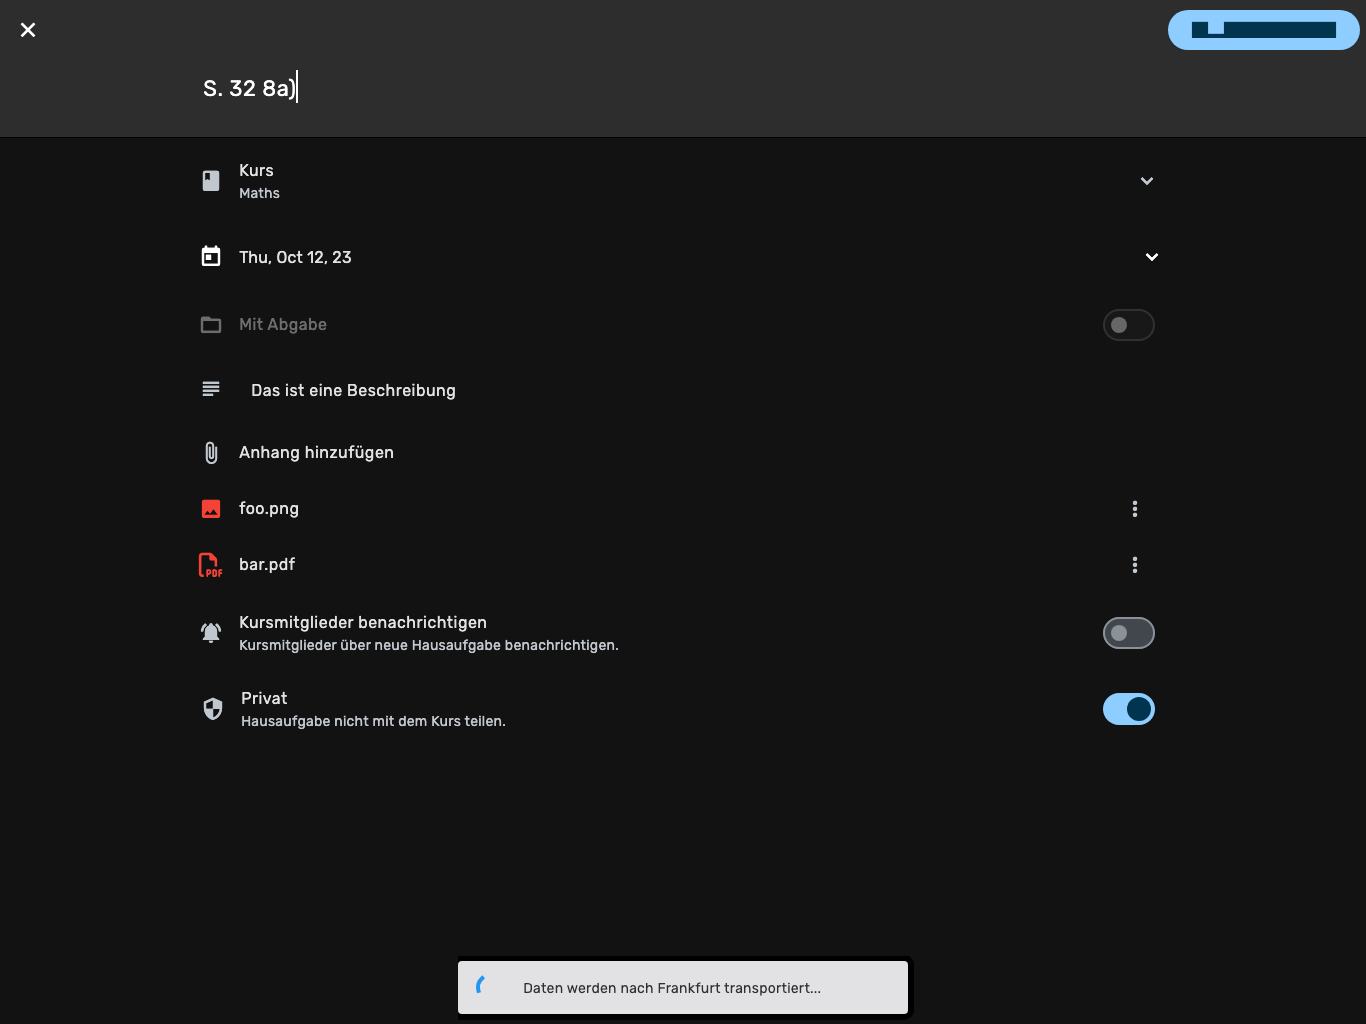 S. 32 8a)
Kurs
Maths
Thu, Oct 12, 23
Mit Abgabe
Das ist eine Beschreibung
Anhang hinzufügen
foo.png
PDF
bar.pdf
Kursmitglieder benachrichtigen
Kursmitglieder über neue Hausaufgabe benachrichtigen.
Privat
Hausaufgabe nicht mit dem Kurs teilen.
Daten werden nach Frankfurt transportiert...